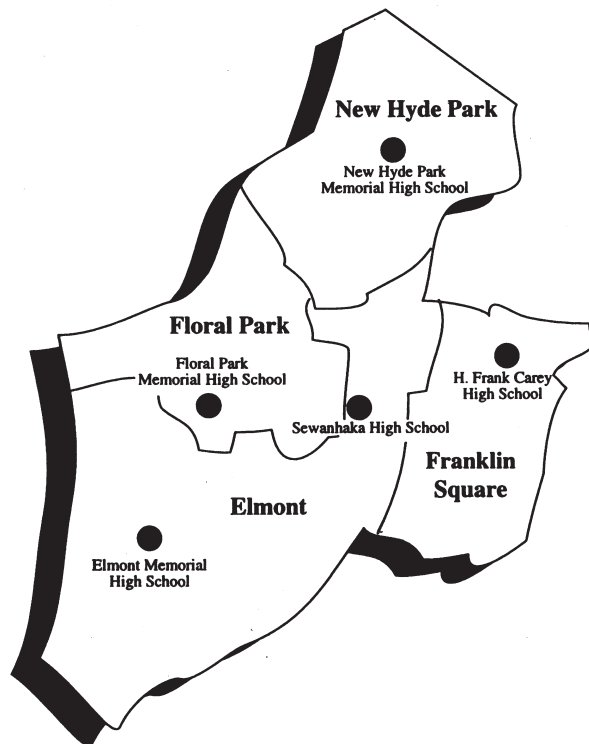 New Hyde Park
New Hyde Park
Memorial High School
Floral Park
Floral Park
Memorial High School
H. Frank Carey
High School
Sewanhaka High School
Franklin
Square
Elmont
Elmont Memorial
High School